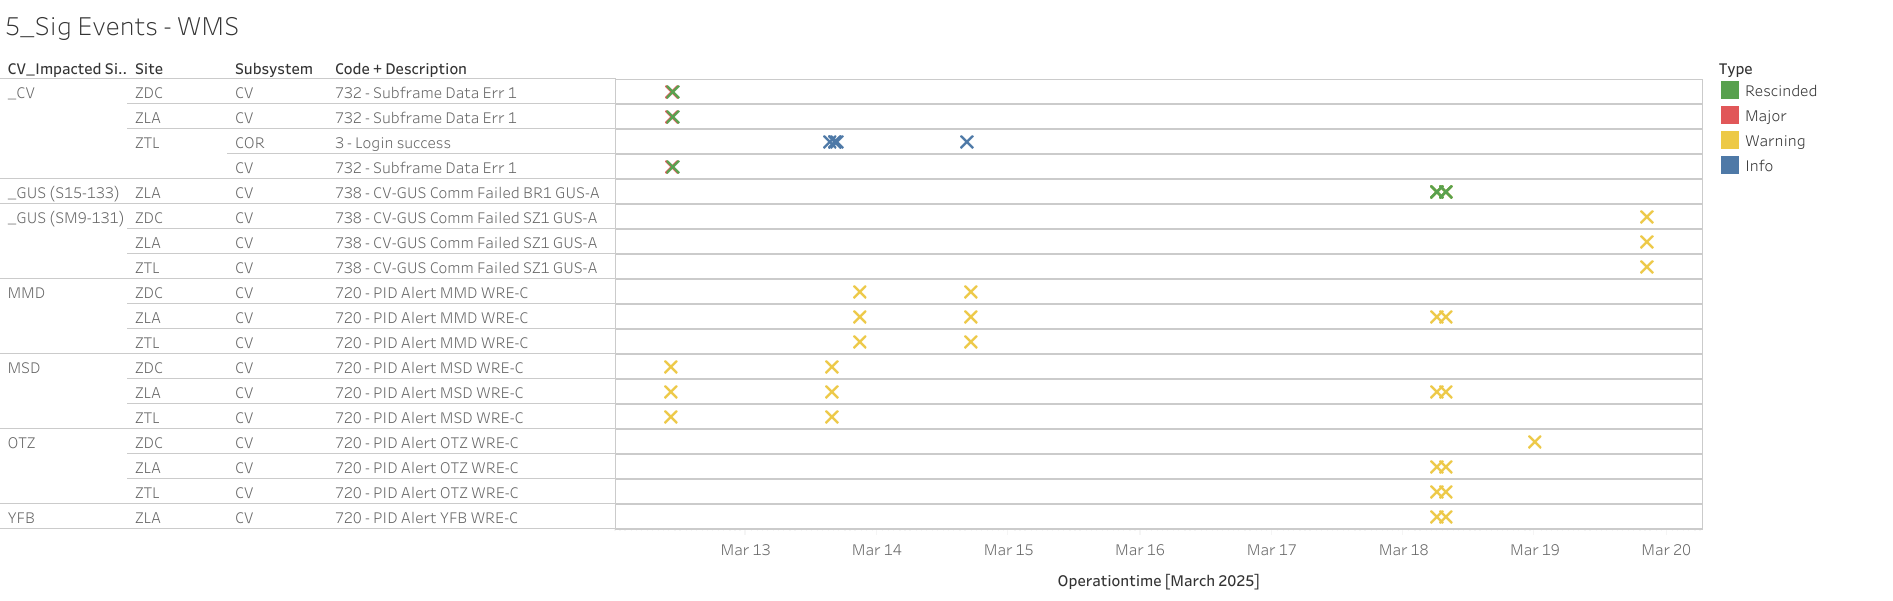 5_Sig Events - WMS
CV_Impacted Si.. Site Subsystem Code + Description Type
_CV ZDC CV 732 - Subframe Data Err 1 Rescinded
ZLA CV 732 - Subframe Data Err 1 Major
ZTL COR 3 - Login success Warning
CV 732 - Subframe Data Err 1 Info
_GUS (S15-133) ZLA CV 738 - CV-GUS Comm Failed BR1 GUS-A
_GUS (SM9-131) ZDC CV 738 - CV-GUS Comm Failed SZ1 GUS-A
ZLA CV 738 - CV-GUS Comm Failed SZ1 GUS-A
ZTL CV 738 - CV-GUS Comm Failed SZ1 GUS-A
MMD ZDC CV 720 - PID Alert MMD WRE-C
ZLA CV 720 - PID Alert MMD WRE-C
ZTL CV 720 - PID Alert MMD WRE-C
MSD ZDC CV 720 - PID Alert MSD WRE-C
ZLA CV 720 - PID Alert MSD WRE-C
ZTL CV 720 - PID Alert MSD WRE-C
OTZ ZDC CV 720 - PID Alert OTZ WRE-C
ZLA CV 720 - PID Alert OTZ WRE-C
ZTL CV 720 - PID Alert OTZ WRE-C
YFB ZLA CV 720 - PID Alert YFB WRE-C
Mar 13 Mar 14 Mar 15 Mar 16 Mar 17 Mar 18 Mar 19 Mar 20
Operationtime [March 2025]